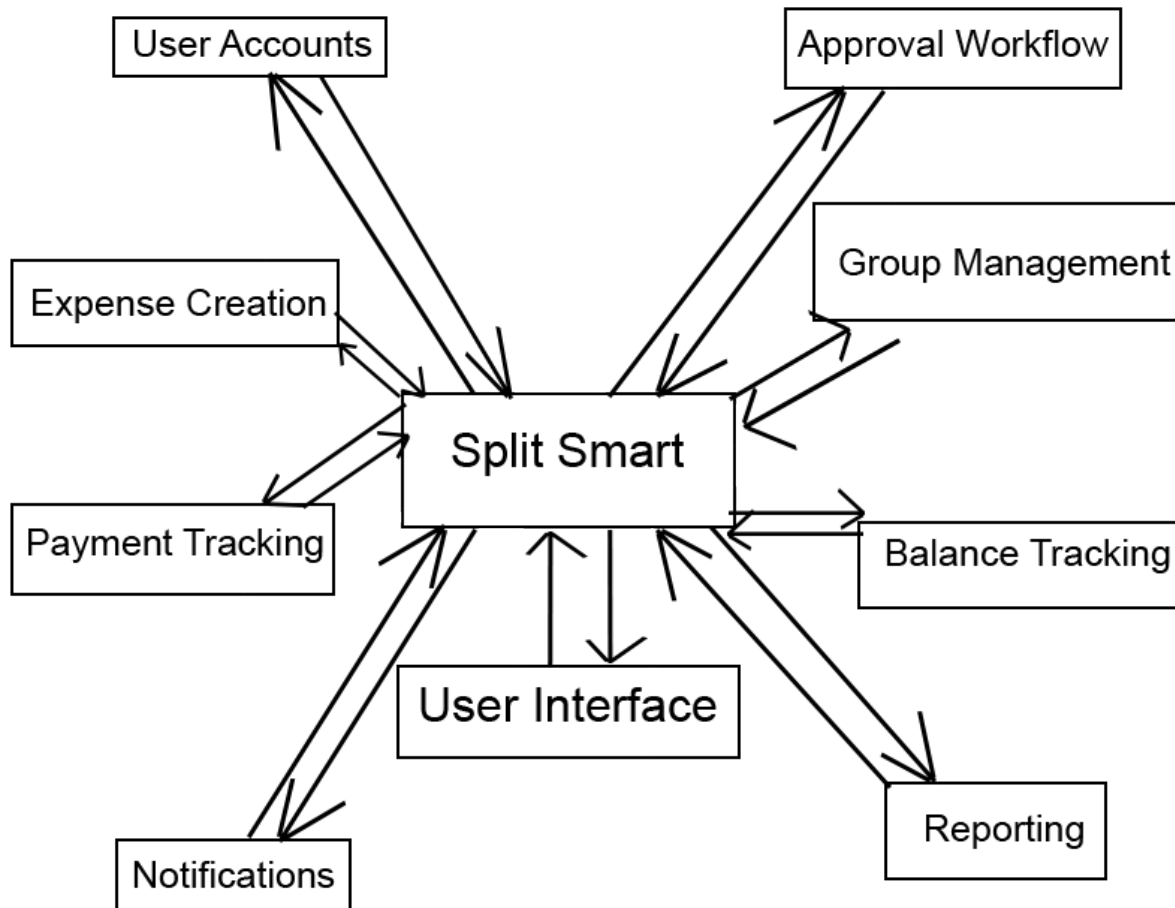 User Accounts
Approval Workflow
Group Management
Expense Creation
Split Smart
Payment Tracking
Balance Tracking
User Interface
Reporting
Notifications